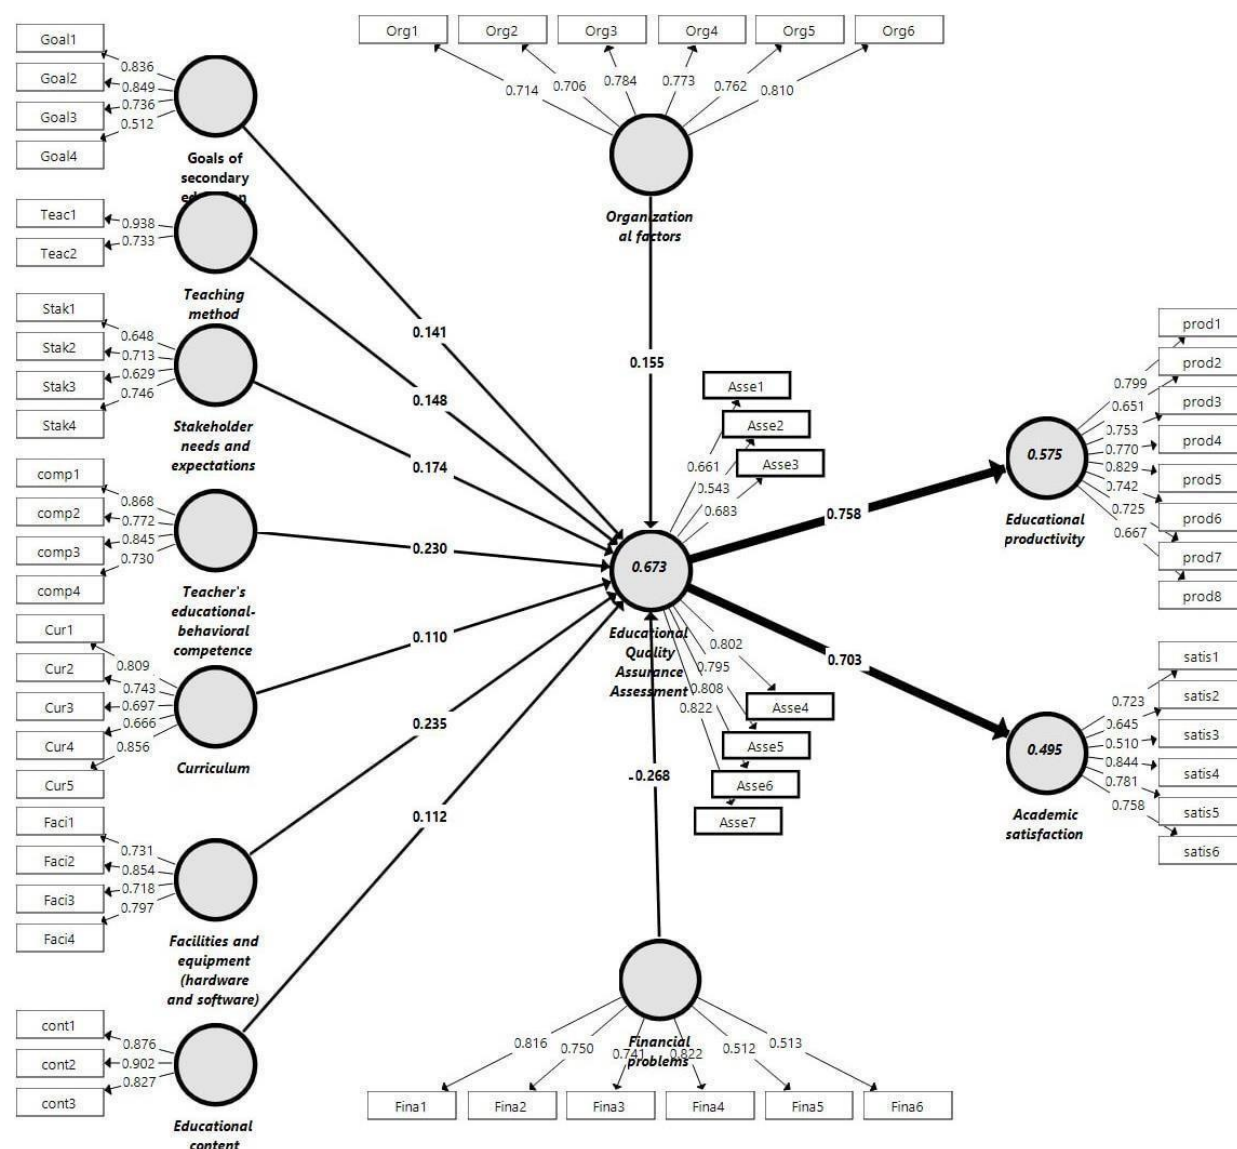 Org1 Org2 Org3 Org4 Org5 Org6
0.714 0.706 0.784 0.773 0.762 0.810
Organization
al factors
0.155
Goal1
Goal2
Goal3
Goal4
0.836
0.849
0.736
0.512
Goals of
secondary
Teac1
Teac2
0.938
0.733
Teaching
method
Stak1
Stak2
Stak3
Stak4
0.648
0.713
0.629
0.746
Stakeholder
needs and
expectations
comp1
comp2
comp3
comp4
0.868
0.772
0.845
0.730
Teacher's
educational-
behavioral
competence
Cur1
Cur2
Cur3
Cur4
Cur5
0.809
0.743
0.697
0.666
0.856
Curriculum
Faci1
Faci2
Faci3
Faci4
0.731
0.854
0.718
0.797
Facilities and
equipment
(hardware
and software)
cont1
cont2
cont3
0.876
0.902
0.827
Educational
content
0.141
0.148
0.174
0.230
0.110
0.235
0.112
Asse1
Asse2
Asse3
0.661
0.543
0.683
0.673
Educational
Quality
Assurance
Assessment
0.802
0.795
0.808
0.822
Asse4
Asse5
Asse6
Asse7
-0.268
Financial
problems
0.816 0.750 0.741 0.822 0.512 0.513
Fina1 Fina2 Fina3 Fina4 Fina5 Fina6
0.758
0.703
0.575
Educational
productivity
0.799
0.651
0.753
0.770
0.829
0.742
0.725
0.667
prod1
prod2
prod3
prod4
prod5
prod6
prod7
prod8
0.495
Academic
satisfaction
0.723
0.645
0.510
0.844
0.781
0.758
satis1
satis2
satis3
satis4
satis5
satis6